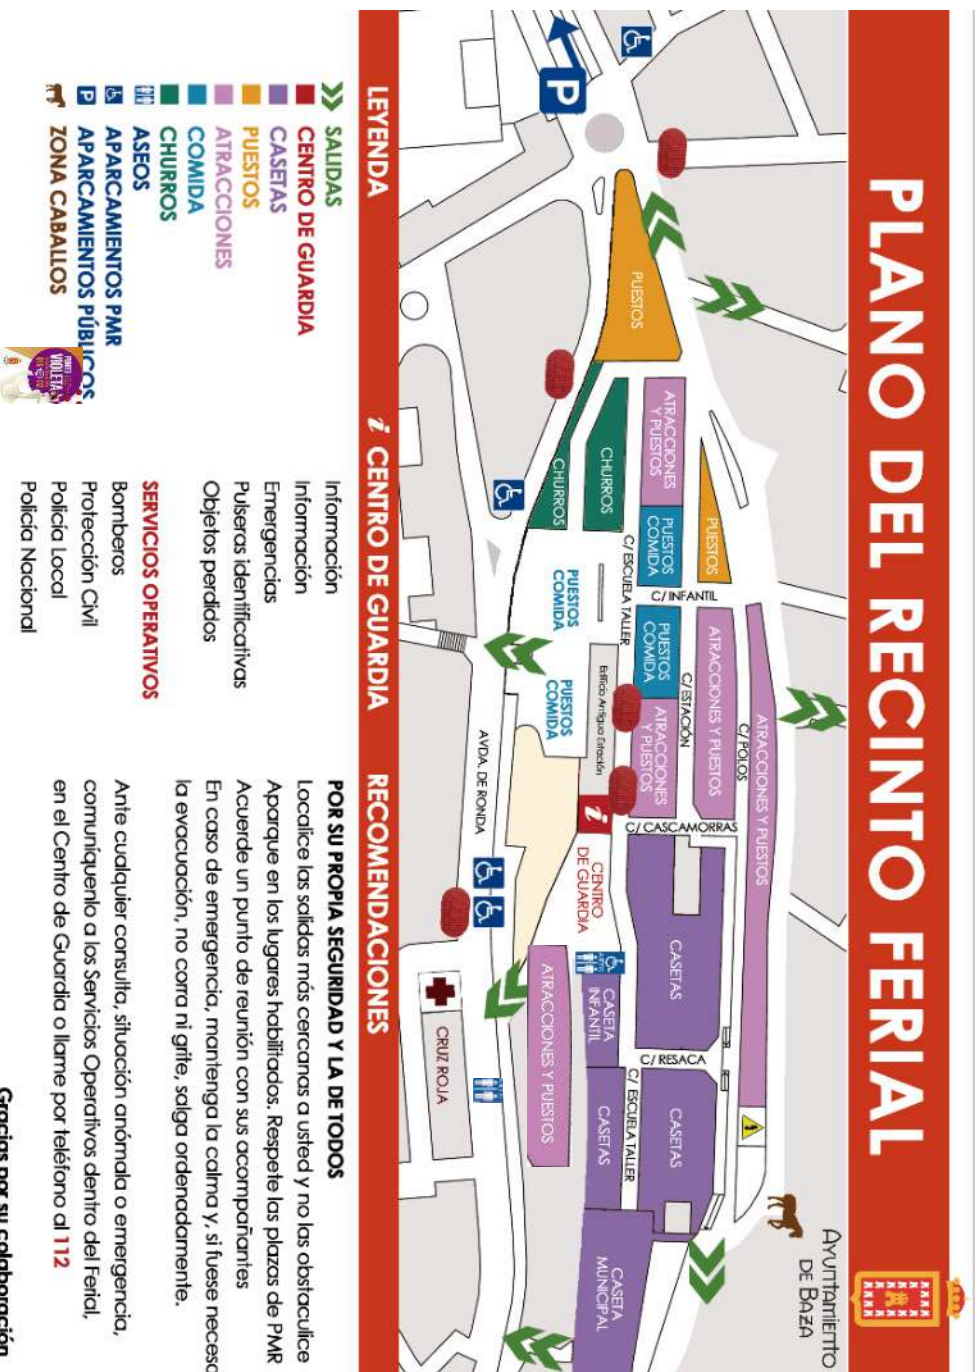 PLANO DEL RECINTO FERIAL
AYUNTAMIENTO
DE BAZA
P
PUESTOS
ATRACCIONES
Y PUESTOS
PUESTOS
CHURROS
CHURROS
PUESTOS
COMIDA
C/ INFANTIL
C/ ESCUELA TALLER
PUESTOS
COMIDA
PUESTOS
COMIDA
PUESTOS
COMIDA
Edificio Antigua Estación
ATRACCIONES Y PUESTOS
C/ ESTACIÓN
ATRACCIONES
Y PUESTOS
C/ POLOS
ATRACCIONES Y PUESTOS
C/ CASCAMORRAS
i
CENTRO
DE GUARDIA
AVDA. DE RONDA
CASETAS
CASETA
INFANTIL
ATRACCIONES Y PUESTOS
C/ RESACA
C/ ESCUELA TALLER
CASETAS
CASETAS
CRUZ ROJA
CASETA
MUNICIPAL
LEYENDA
SALIDAS
CENTRO DE GUARDIA
CASETAS
PUESTOS
ATRACCIONES
COMIDA
CHURROS
ASEOS
APARCAMIENTOS PMR
P APARCAMIENTOS PÚBLICOS
ZONA CABALLOS
VIOLETA
i CENTRO DE GUARDIA
Información
Información
Emergencias
Pulseras identificativas
Objetos perdidos
SERVICIOS OPERATIVOS
Bomberos
Protección Civil
Policía Local
Policía Nacional
RECOMENDACIONES
POR SU PROPIA SEGURIDAD Y LA DE TODOS
Localice las salidas más cercanas a usted y no las obstaculice
Aparque en los lugares habilitados. Respete las plazas de PMR
Acuerde un punto de reunión con sus acompañantes
En caso de emergencia, mantenga la calma y, si fuese neces
la evacuación, no corra ni grite, salga ordenadamente.
Ante cualquier consulta, situación anómala o emergencia,
comuníquenlo a los Servicios Operativos dentro del Ferial,
en el Centro de Guardia o llame por teléfono al 112
Gracias por su colaboración